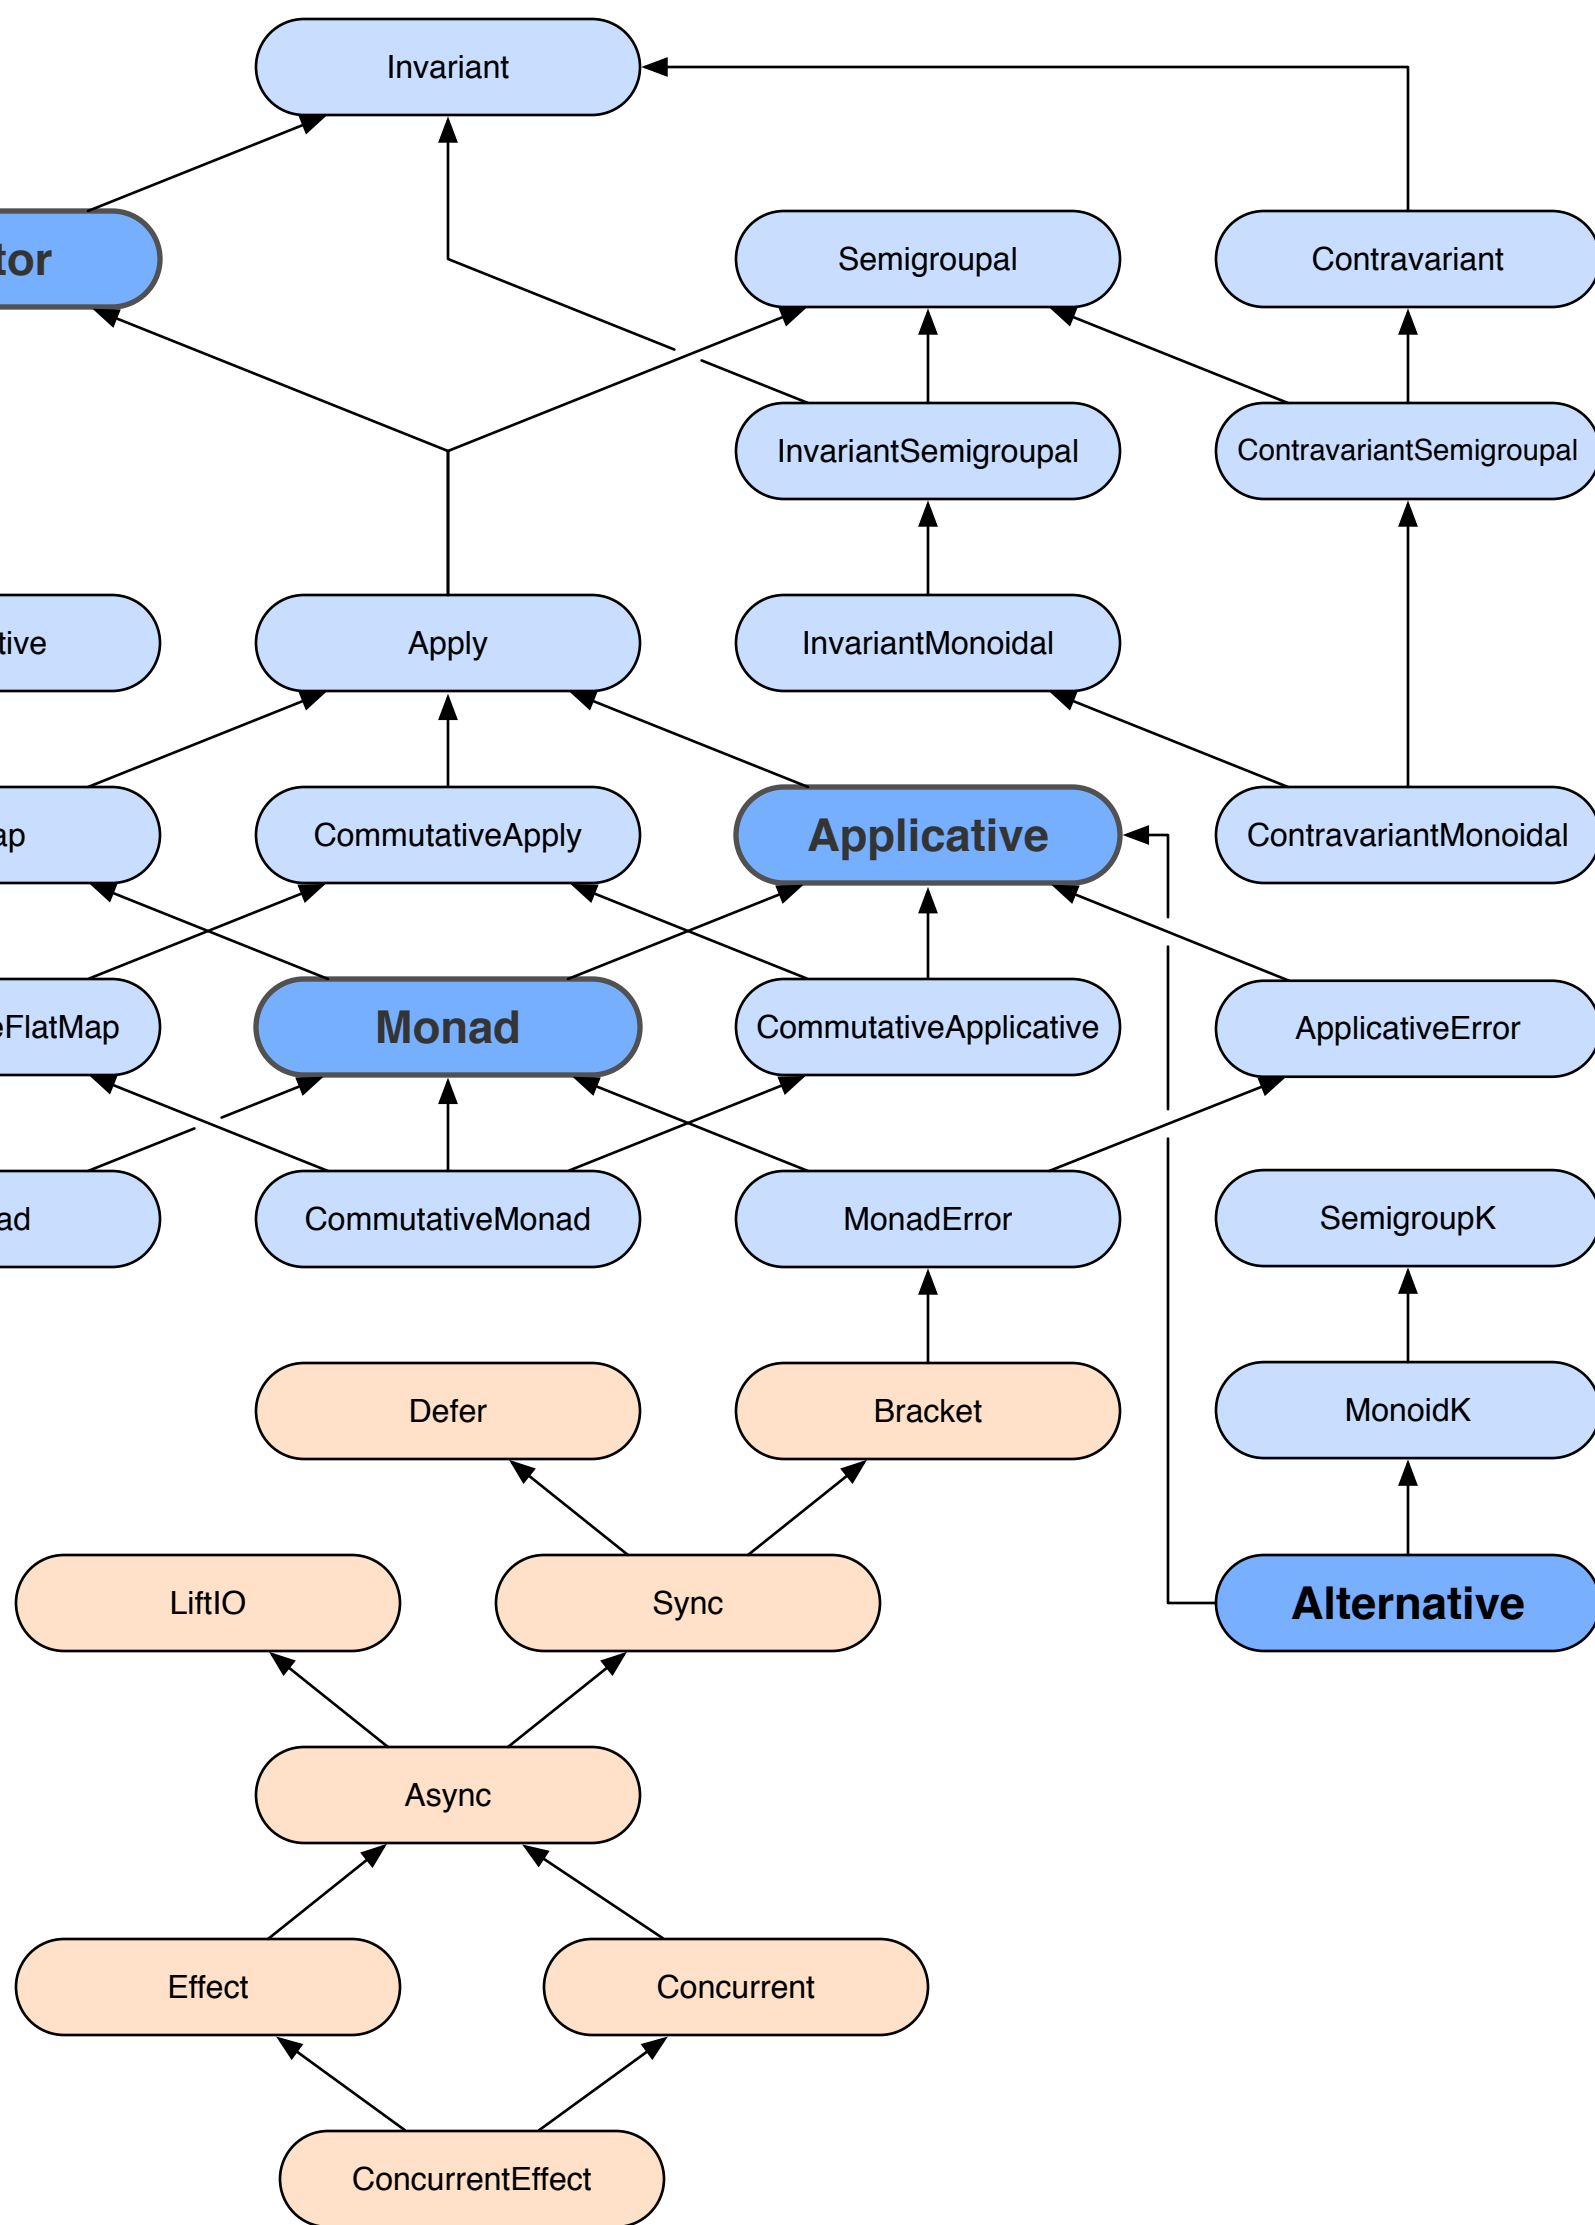 Invariant
tor
Semigroupal
Contravariant
InvariantSemigroupal
ContravariantSemigroupal
tive
Apply
InvariantMonoidal
ap
CommutativeApply
Applicative
ContravariantMonoidal
eFlatMap
Monad
CommutativeApplicative
ApplicativeError
ad
CommutativeMonad
MonadError
SemigroupK
Defer
Bracket
MonoidK
LiftIO
Sync
Alternative
Async
Effect
Concurrent
ConcurrentEffect